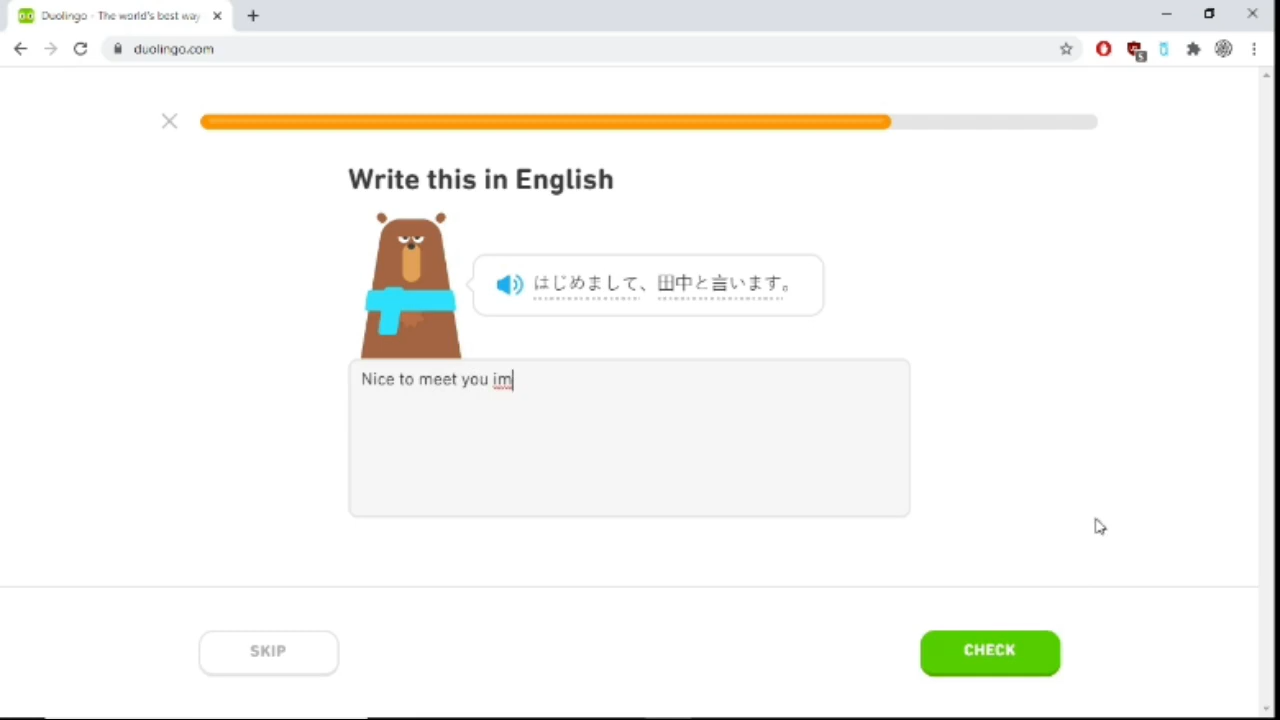 Duolingo - The world's best way
duolingo.com
5
Write this in English
はじめまして、田中と言います。
Nice to meet you im
SKIP
CHECK